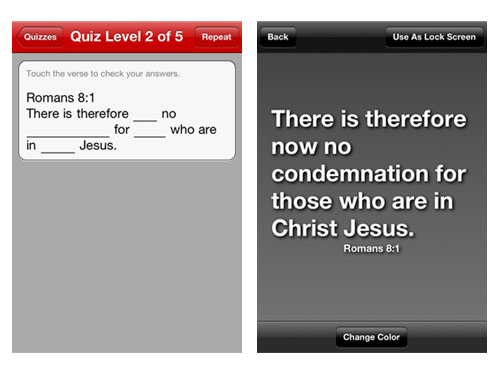 Quizzes Quiz Level 2 of 5 Repeat
Touch the verse to check your answers.
Romans 8:1
There is therefore ____ no
______________ for _____ who are
in _____ Jesus.
Back Use As Lock Screen
There is therefore
now no
condemnation for
those who are in
Christ Jesus.
Romans 8:1
Change Color